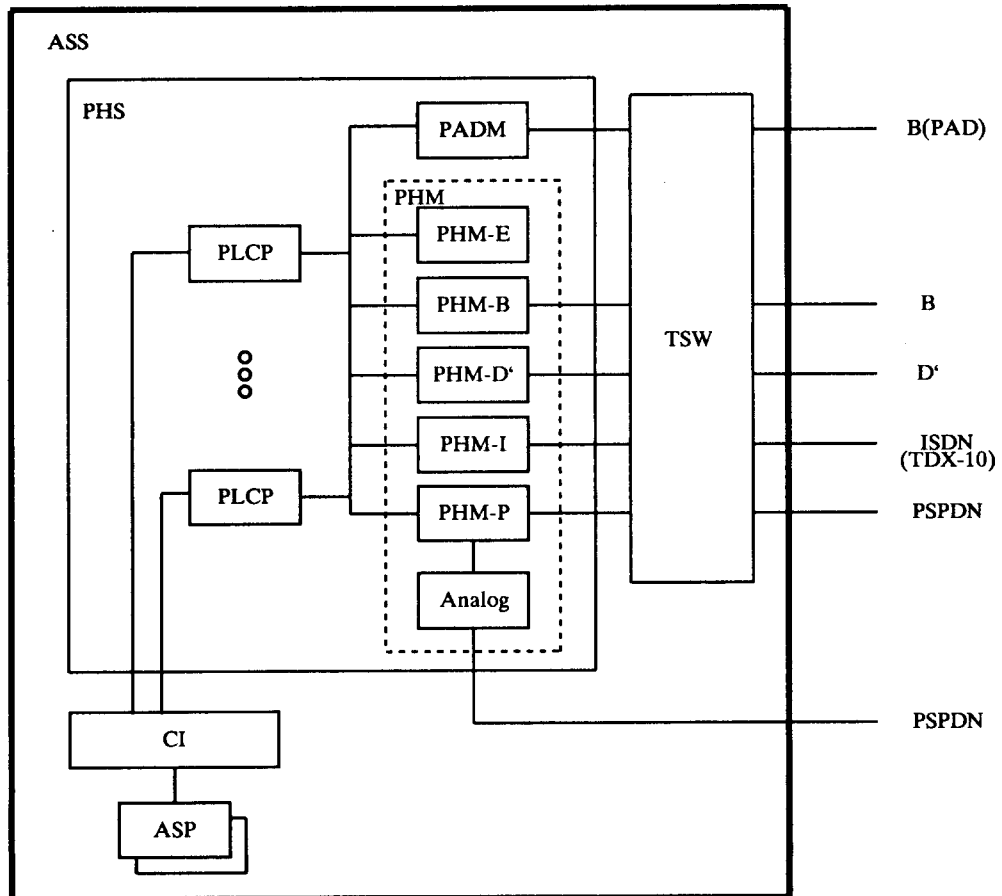 ASS
PHS
PADM
B(PAD)
PHM
PHM-E
PLCP
PHM-B
B
TSW
PHM-D‘
D‘
PHM-I
ISDN
(TDX-10)
PLCP
PHM-P
PSPDN
Analog
PSPDN
CI
ASP